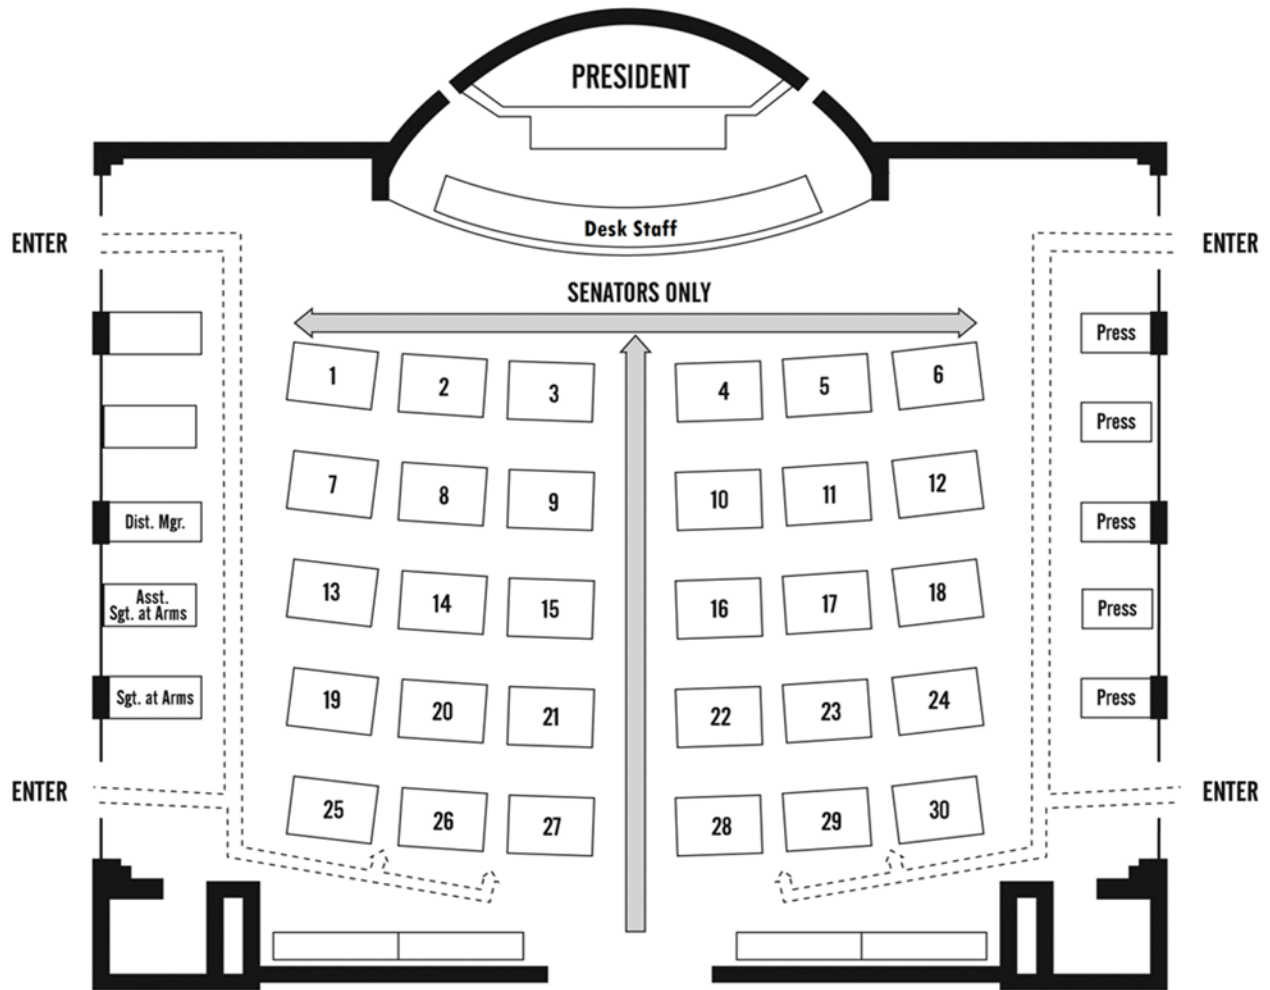 PRESIDENT
Desk Staff
ENTER
ENTER
SENATORS ONLY
Press
1 2 3 4 5 6
Press
7 8 9 10 11 12
Dist. Mgr.
Press
13 14 15 16 17 18
Asst.
Sgt. at Arms
Press
19 20 21 22 23 24
Sgt. at Arms
Press
ENTER
ENTER
25 26 27 28 29 30